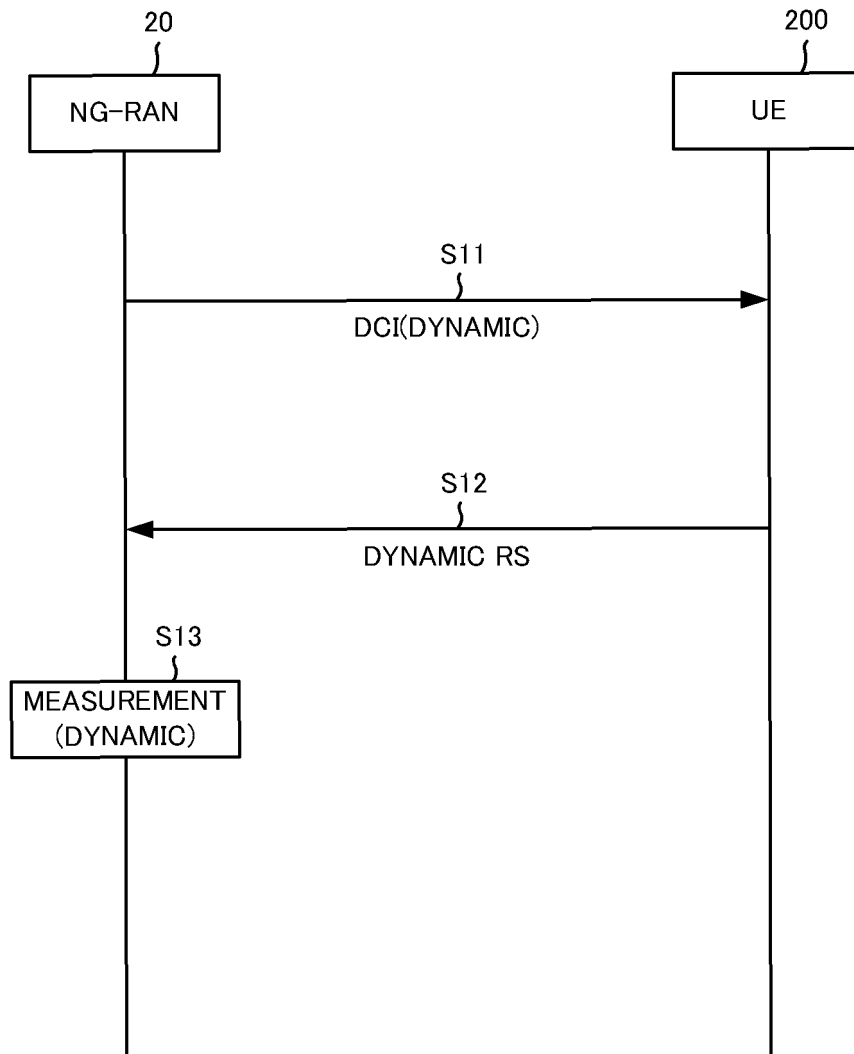 20
200
NG-RAN
UE
S11
DCI(DYNAMIC)
S12
DYNAMIC RS
S13
MEASUREMENT
(DYNAMIC)